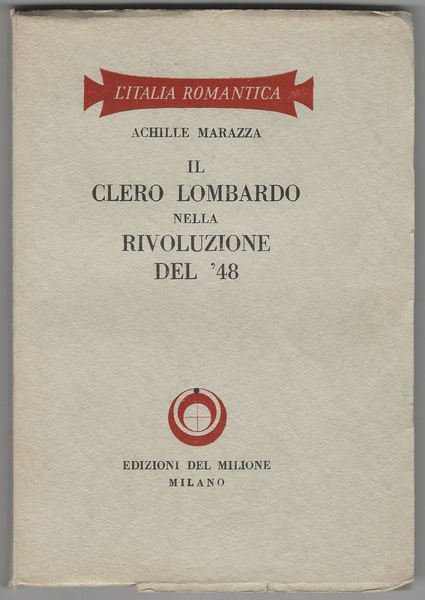 L'ITALIA ROMANTICA
ACHILLE MARAZZA
IL
CLERO LOMBARDO
NELLA
RIVOLUZIONE
DEL '48
EDIZIONI DEL MILIONE
MILANO